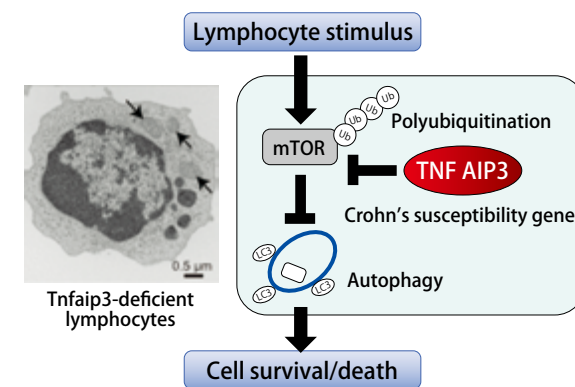 Lymphocyte stimulus
Ub
Ub
Ub
Ub
Polyubiquitination
mTOR
TNF AIP3
Crohn's susceptibility gene
LC3
LC3
LC3
Autophagy
0.5 µm
Tnfaip3-deficient
lymphocytes
Cell survival/death